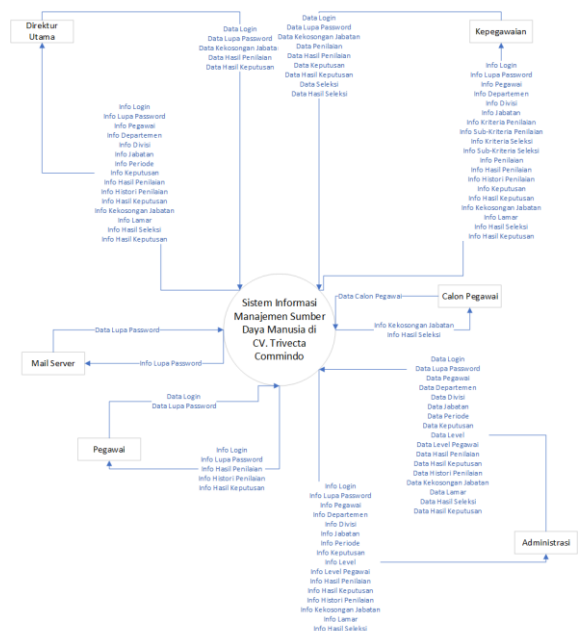 Direktur
Utama
Data Login
Data Lupa Password
Data Kekosongan Jabatan
Data Hasil Penilaian
Data Hasil Keputusan
Data Login
Data Lupa Password
Data Kekosongan Jabatan
Data Penilaian
Data Hasil Penilaian
Data Keputusan
Data Hasil Keputusan
Data Seleksi
Data Hasil Seleksi
Kepegawaian
Info Login
Info Lupa Password
Info Pegawai
Info Departemen
Info Divisi
Info Jabatan
Info Periode
Info Keputusan
Info Hasil Penilaian
Info Histori Penilaian
Info Hasil Keputusan
Info Kekosongan Jabatan
Info Lamar
Info Hasil Seleksi
Info Hasil Keputusan
Info Login
Info Lupa Password
Info Pegawai
Info Departemen
Info Divisi
Info Jabatan
Info Kriteria Penilaian
Info Sub-Kriteria Penilaian
Info Kriteria Seleksi
Info Sub-Kriteria Seleksi
Info Penilaian
Info Hasil Penilaian
Info Histori Penilaian
Info Keputusan
Info Hasil Keputusan
Info Kekosongan Jabatan
Info Lamar
Info Hasil Seleksi
Info Hasil Keputusan
Sistem Informasi
Manajemen Sumber
Daya Manusia di
CV. Trivecta
Commindo
Data Calon Pegawai
Calon Pegawai
Info Kekosongan Jabatan
Info Hasil Seleksi
Data Lupa Password
Mail Server
Info Lupa Password
Data Login
Data Lupa Password
Pegawai
Info Login
Info Lupa Password
Info Hasil Penilaian
Info Histori Penilaian
Info Hasil Keputusan
Data Login
Data Lupa Password
Data Pegawai
Data Departemen
Data Divisi
Data Jabatan
Data Periode
Data Keputusan
Data Level
Data Level Pegawai
Data Hasil Penilaian
Data Hasil Keputusan
Data Histori Penilaian
Data Kekosongan Jabatan
Data Lamar
Data Hasil Seleksi
Data Hasil Keputusan
Administrasi
Info Login
Info Lupa Password
Info Pegawai
Info Departemen
Info Divisi
Info Jabatan
Info Periode
Info Keputusan
Info Level
Info Level Pegawai
Info Hasil Penilaian
Info Hasil Keputusan
Info Histori Penilaian
Info Kekosongan Jabatan
Info Lamar
Info Hasil Seleksi